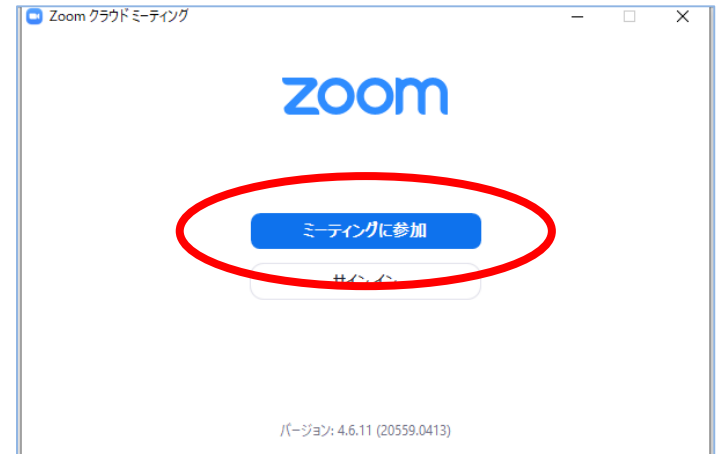 Zoom クラウド ミーティング
zoom
ミーティングに参加
サインイン
バージョン: 4.6.11 (20559.0413)